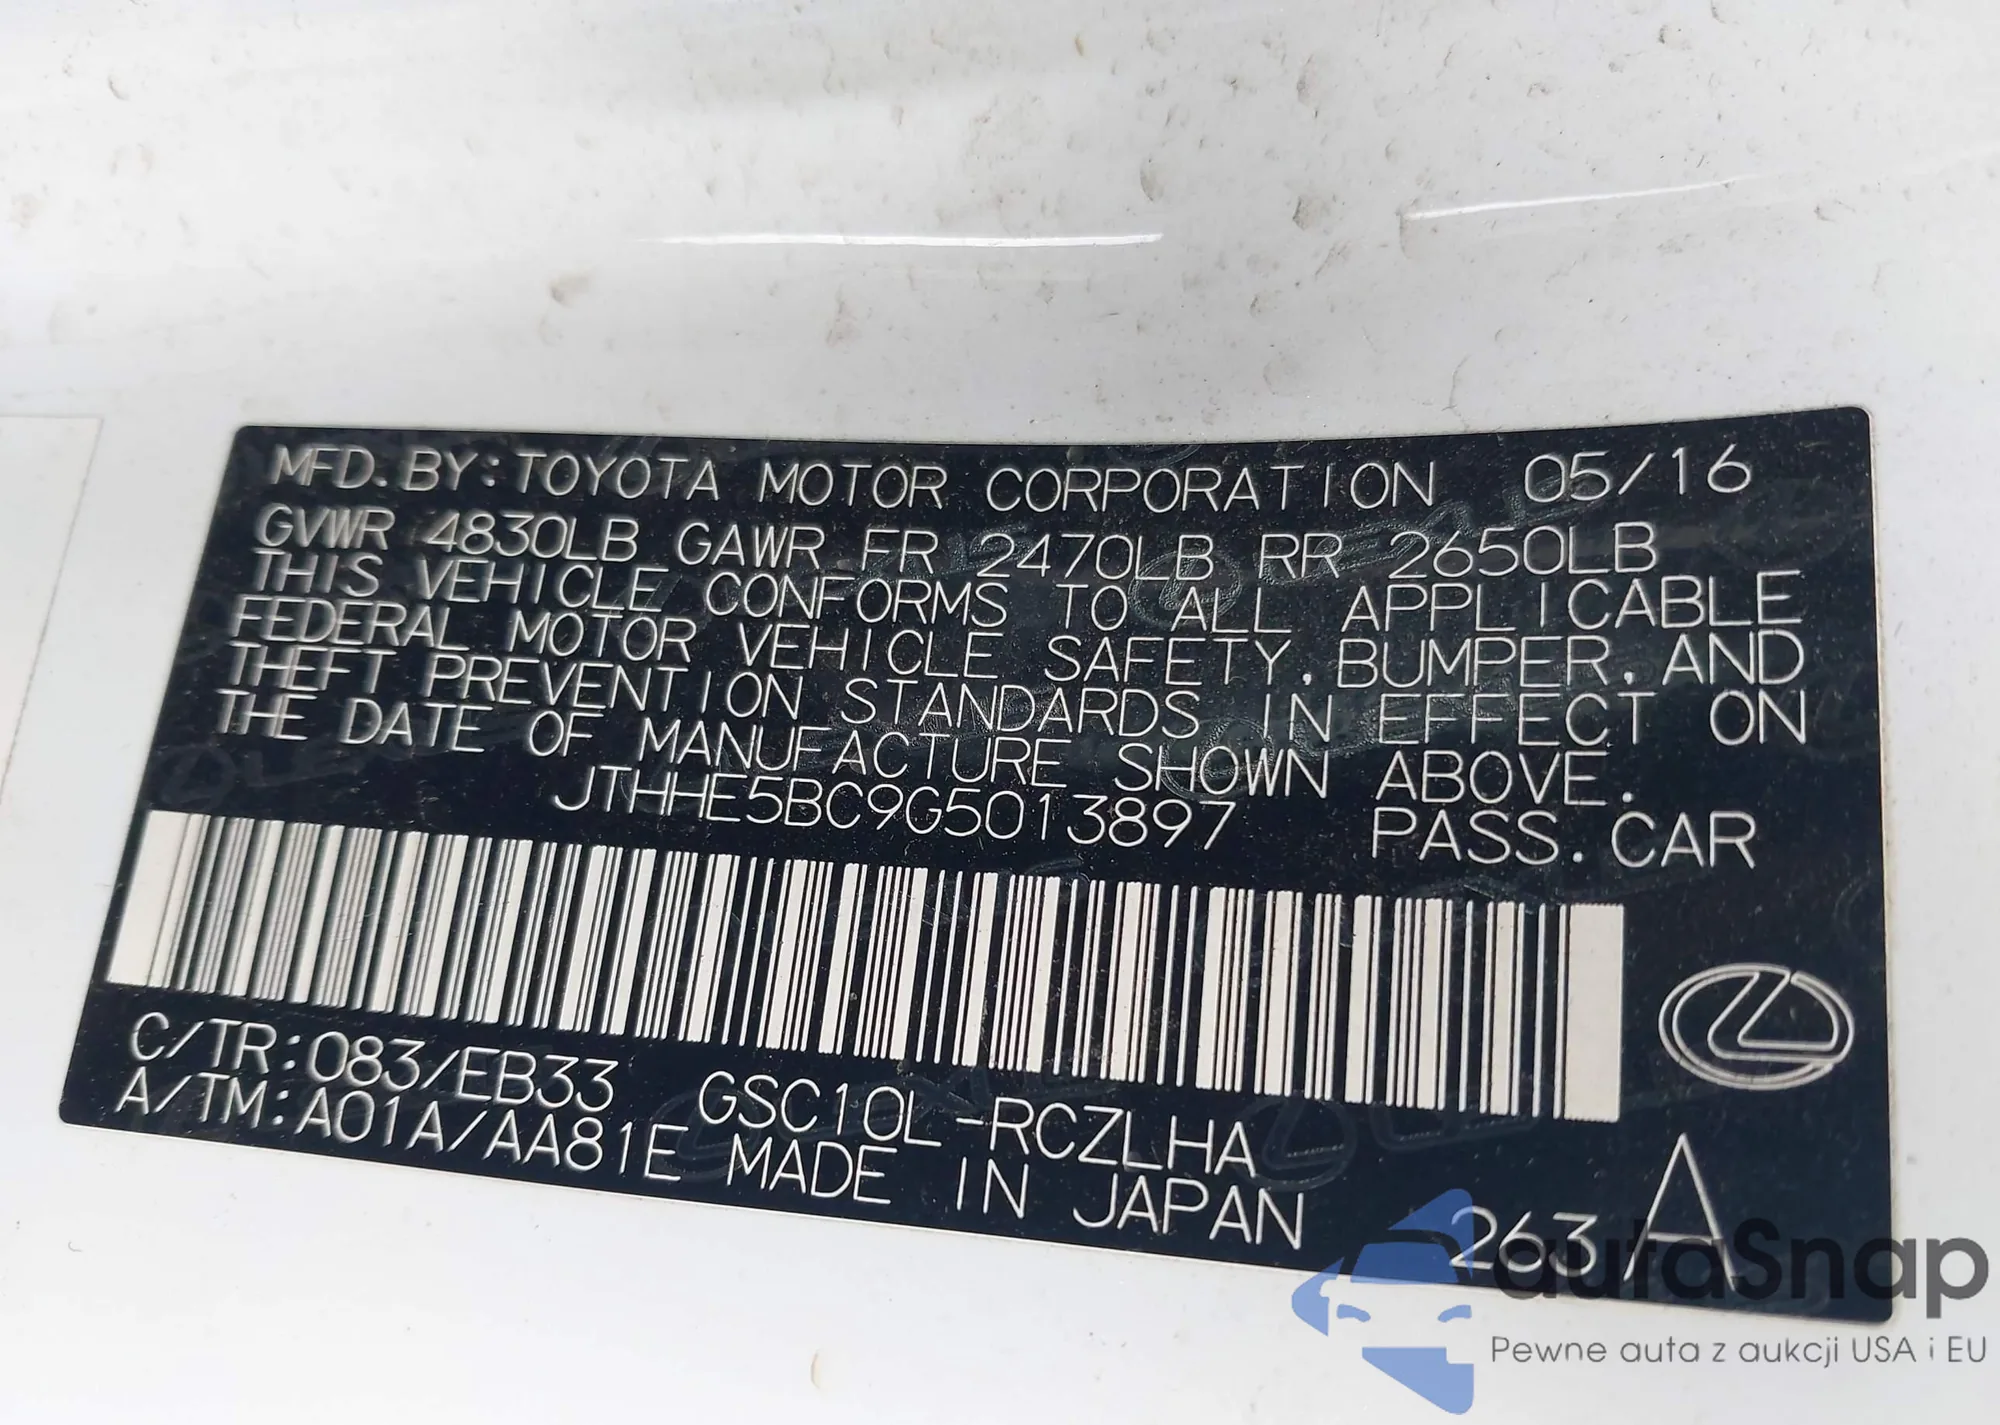 MFD. BY: TOYOTA MOTOR CORPORATION 05/16
GVWR 4830LB GAWR FR 2470LB RR 2650LB
THIS VEHICLE CONFORMS TO ALL APPLICABLE
FEDERAL MOTOR VEHICLE SAFETY, BUMPER, AND
THEFT PREVENTION STANDARDS IN EFFECT ON
THE DATE OF MANUFACTURE SHOWN ABOVE.
JTHHE5BC9G5013897 PASS. CAR
C/TR: 083/EB33 GSC10L-RCZLHA
A/TM: A01A/AA81E MADE IN JAPAN 263 A
autaSnap
Pewne auta z aukcji USA i EU